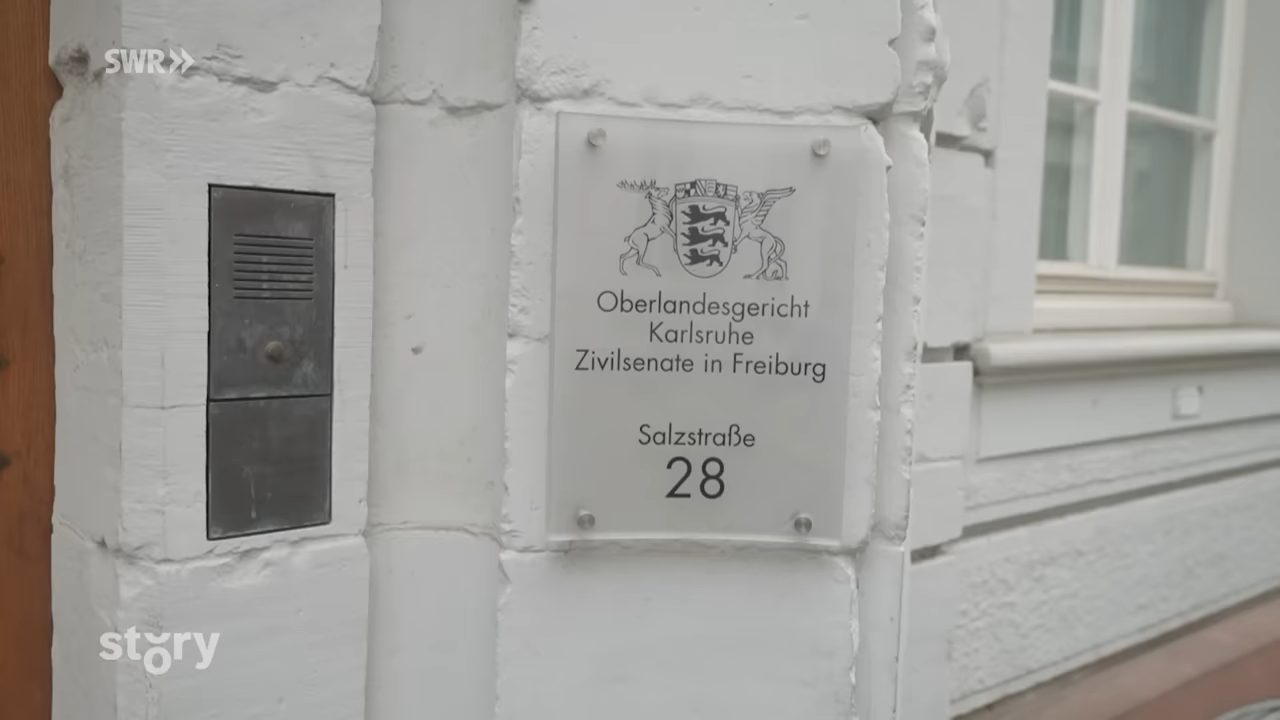 SWR»
Oberlandesgericht
Karlsruhe
Zivilsenate in Freiburg
Salzstraße
28
story